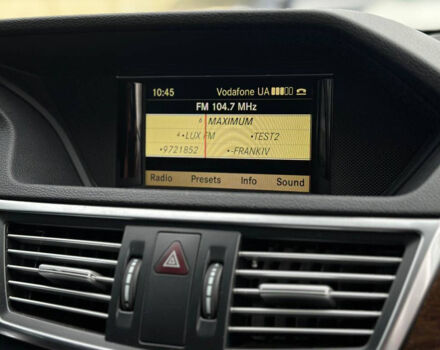 10:45 Vodafone UA
FM 104.7 MHz
6 MAXIMUM
4 •LUX FM •TEST2
•9721852 •-FRANKIV
Radio Presets Info Sound